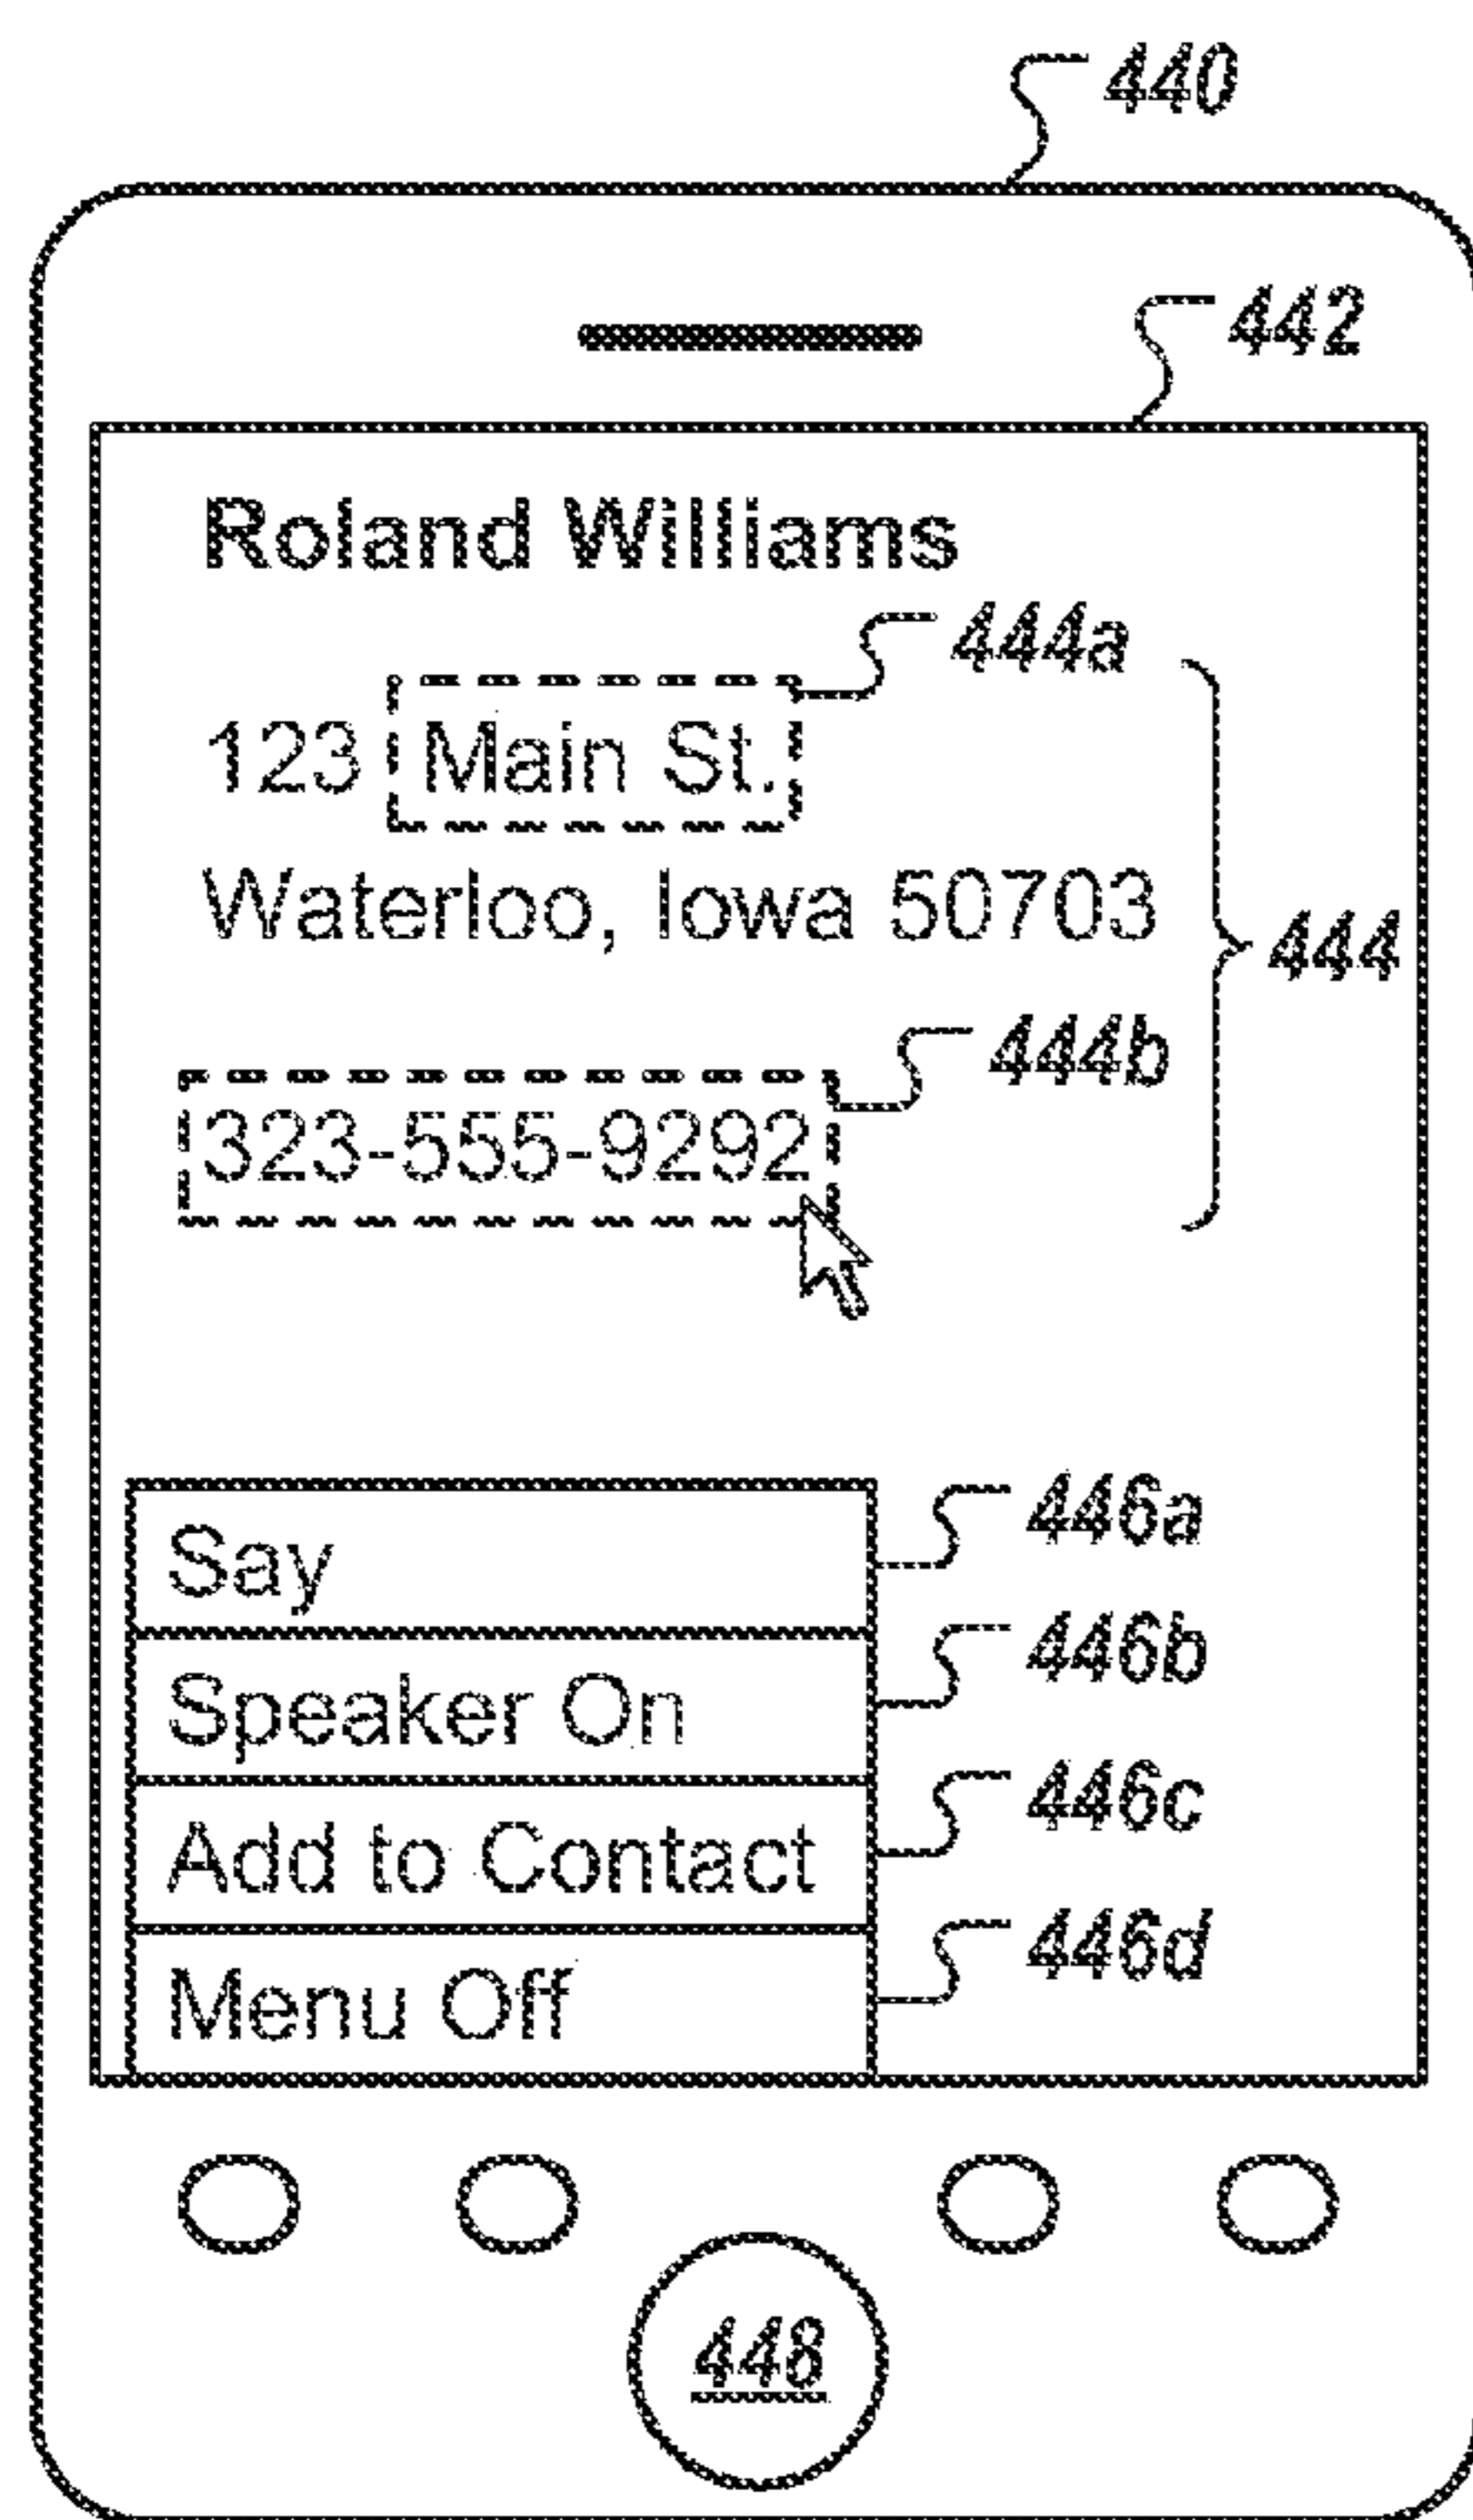 440
442
Roland Williams
444a
123 Main St.
Waterloo, Iowa 50703
444
444b
323-555-9292
Say
446a
Speaker On
446b
Add to Contact
446c
Menu Off
446d
448